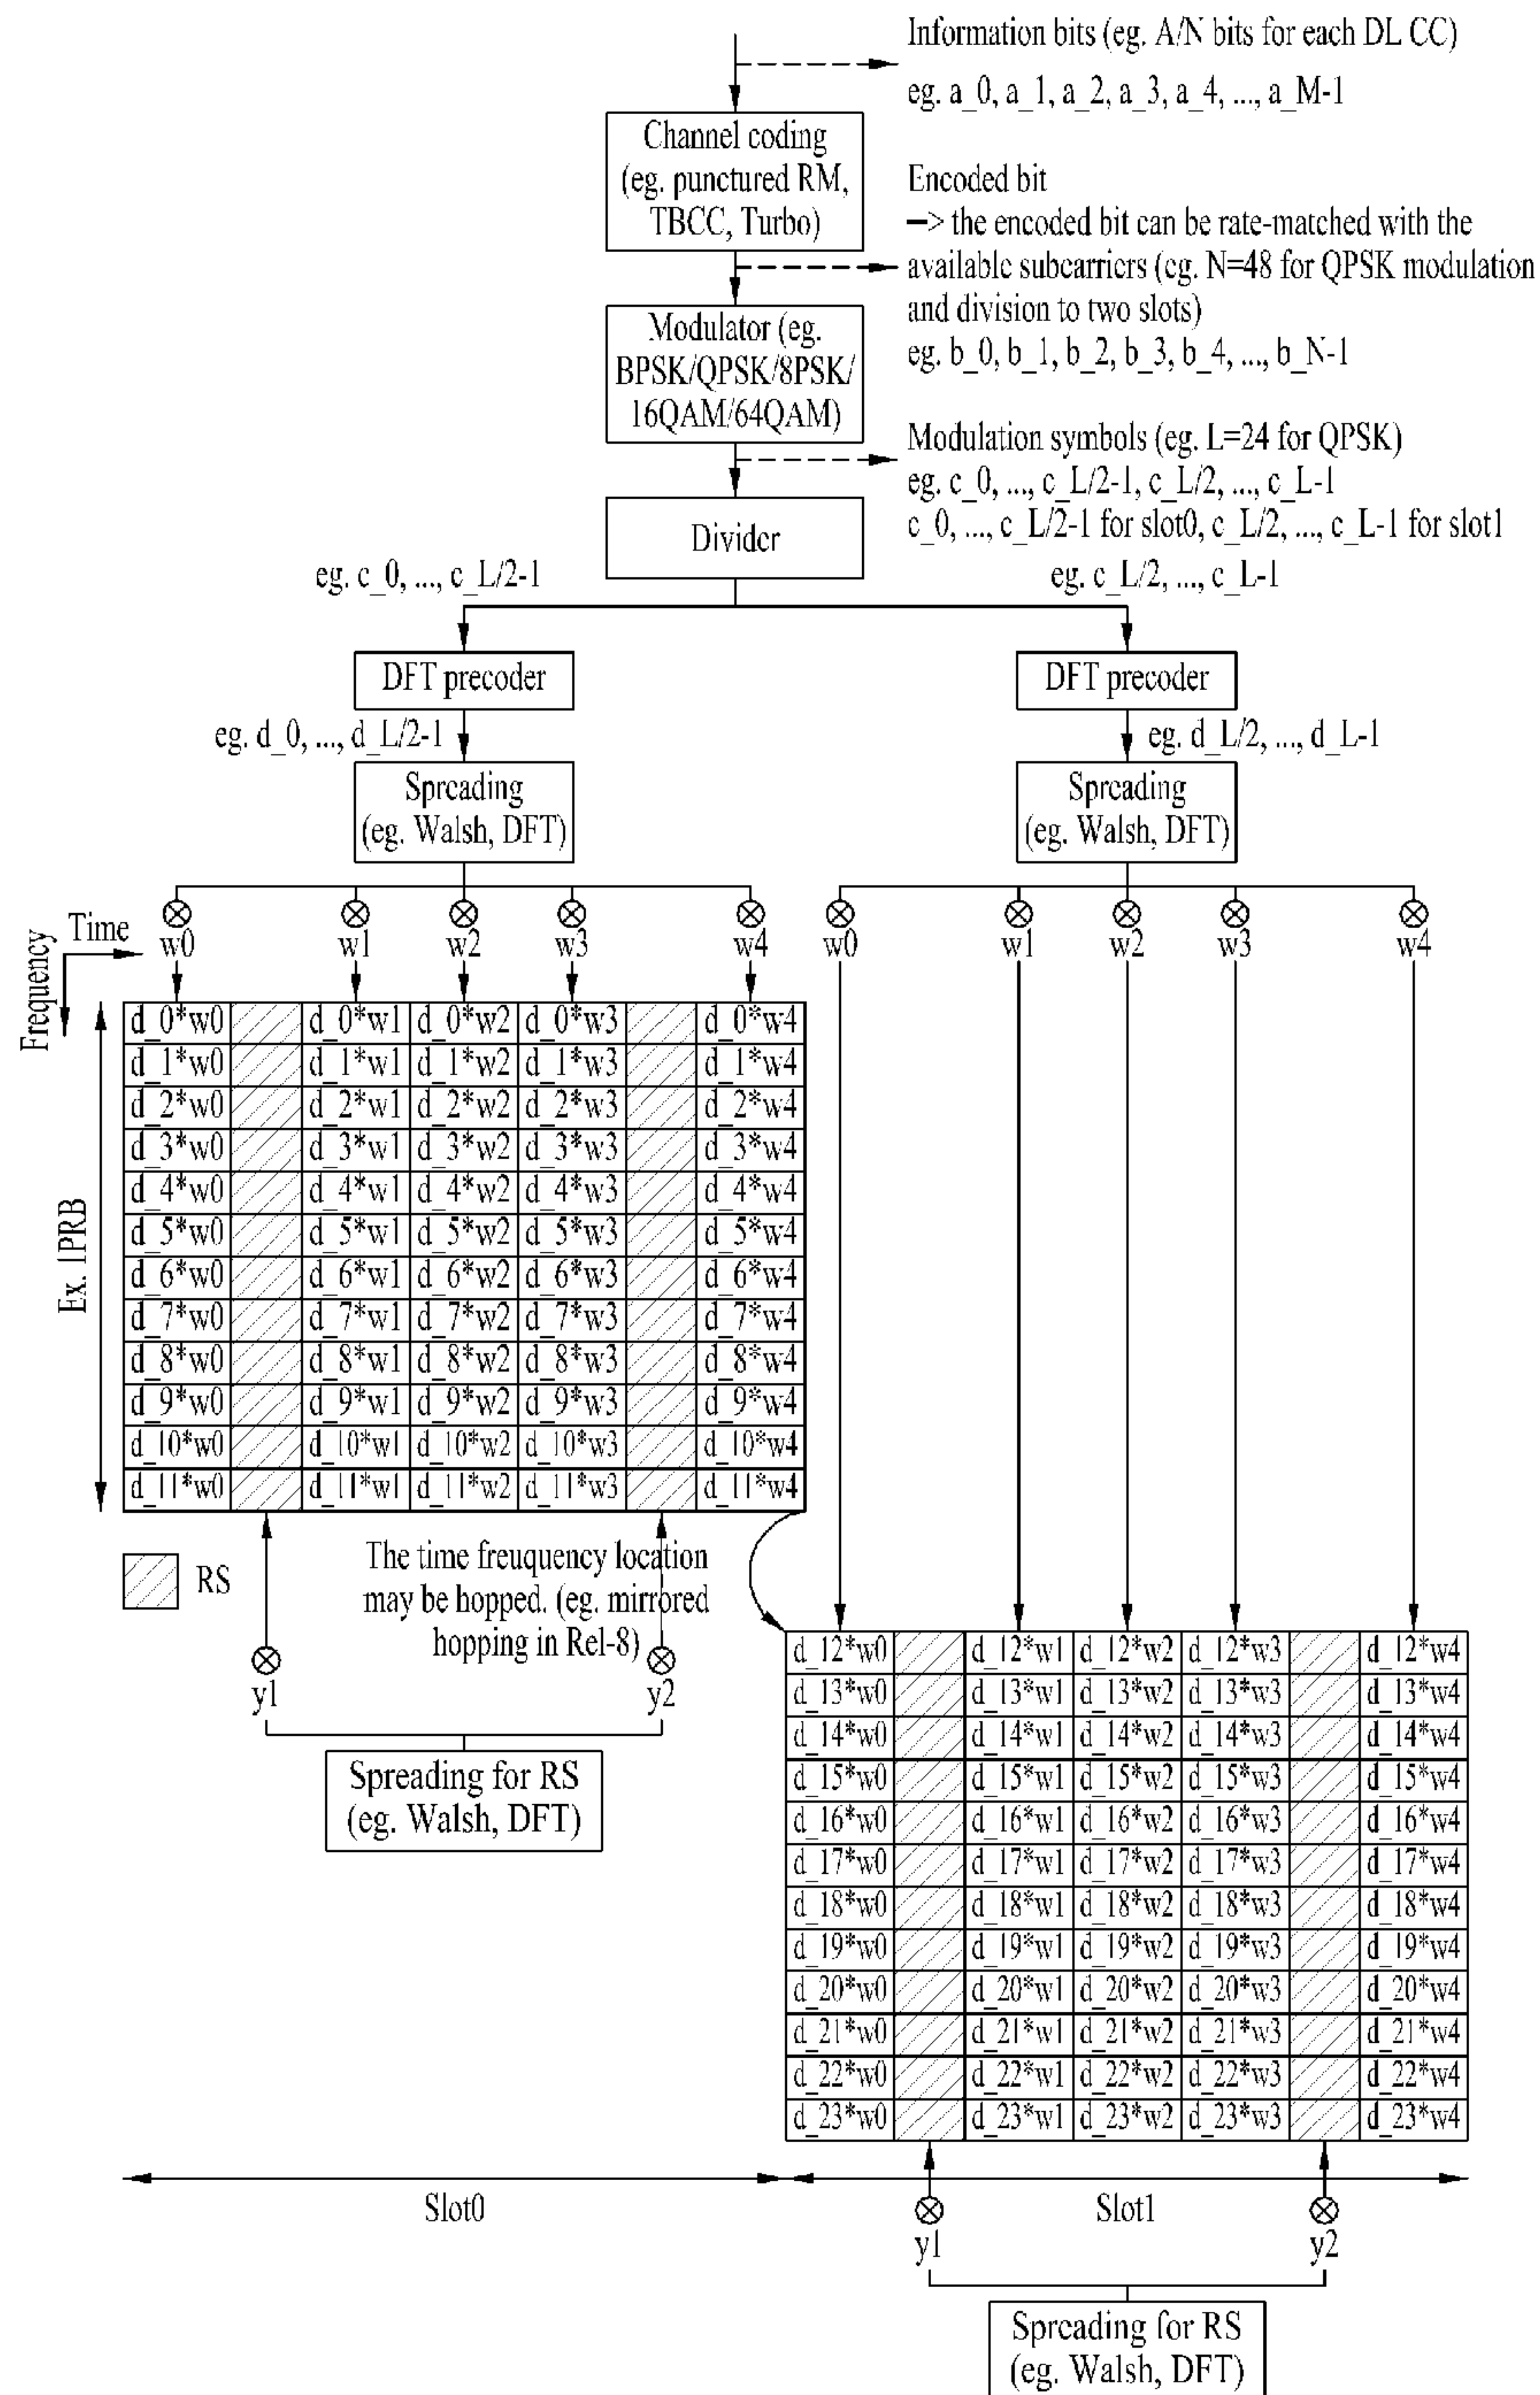 Information bits (eg. A/N bits for each DL CC)
eg. a_0, a_1, a_2, a_3, a_4, ..., a_M-1
Channel coding
(eg. punctured RM,
TBCC, Turbo)
Encoded bit
–> the encoded bit can be rate-matched with the
available subcarriers (eg. N=48 for QPSK modulation
and division to two slots)
eg. b_0, b_1, b_2, b_3, b_4, ..., b_N-1
Modulator (eg.
BPSK/QPSK/8PSK/
16QAM/64QAM)
Modulation symbols (eg. L=24 for QPSK)
eg. c_0, ..., c_L/2-1, c_L/2, ..., c_L-1
c_0, ..., c_L/2-1 for slot0, c_L/2, ..., c_L-1 for slot1
Divider
eg. c_0, ..., c_L/2-1
eg. c_L/2, ..., c_L-1
DFT precoder
DFT precoder
eg. d_0, ..., d_L/2-1
eg. d_L/2, ..., d_L-1
Spreading
(eg. Walsh, DFT)
Spreading
(eg. Walsh, DFT)
Time
Frequency
w0 w1 w2 w3 w4
w0 w1 w2 w3 w4
Ex. 1PRB
d_0*w0 d_0*w1 d_0*w2 d_0*w3 d_0*w4
d_1*w0 d_1*w1 d_1*w2 d_1*w3 d_1*w4
d_2*w0 d_2*w1 d_2*w2 d_2*w3 d_2*w4
d_3*w0 d_3*w1 d_3*w2 d_3*w3 d_3*w4
d_4*w0 d_4*w1 d_4*w2 d_4*w3 d_4*w4
d_5*w0 d_5*w1 d_5*w2 d_5*w3 d_5*w4
d_6*w0 d_6*w1 d_6*w2 d_6*w3 d_6*w4
d_7*w0 d_7*w1 d_7*w2 d_7*w3 d_7*w4
d_8*w0 d_8*w1 d_8*w2 d_8*w3 d_8*w4
d_9*w0 d_9*w1 d_9*w2 d_9*w3 d_9*w4
d_10*w0 d_10*w1 d_10*w2 d_10*w3 d_10*w4
d_11*w0 d_11*w1 d_11*w2 d_11*w3 d_11*w4
RS
The time freuquency location
may be hopped. (eg. mirrored
hopping in Rel-8)
y1 y2
Spreading for RS
(eg. Walsh, DFT)
d_12*w0 d_12*w1 d_12*w2 d_12*w3 d_12*w4
d_13*w0 d_13*w1 d_13*w2 d_13*w3 d_13*w4
d_14*w0 d_14*w1 d_14*w2 d_14*w3 d_14*w4
d_15*w0 d_15*w1 d_15*w2 d_15*w3 d_15*w4
d_16*w0 d_16*w1 d_16*w2 d_16*w3 d_16*w4
d_17*w0 d_17*w1 d_17*w2 d_17*w3 d_17*w4
d_18*w0 d_18*w1 d_18*w2 d_18*w3 d_18*w4
d_19*w0 d_19*w1 d_19*w2 d_19*w3 d_19*w4
d_20*w0 d_20*w1 d_20*w2 d_20*w3 d_20*w4
d_21*w0 d_21*w1 d_21*w2 d_21*w3 d_21*w4
d_22*w0 d_22*w1 d_22*w2 d_22*w3 d_22*w4
d_23*w0 d_23*w1 d_23*w2 d_23*w3 d_23*w4
Slot0
Slot1
y1 y2
Spreading for RS
(eg. Walsh, DFT)